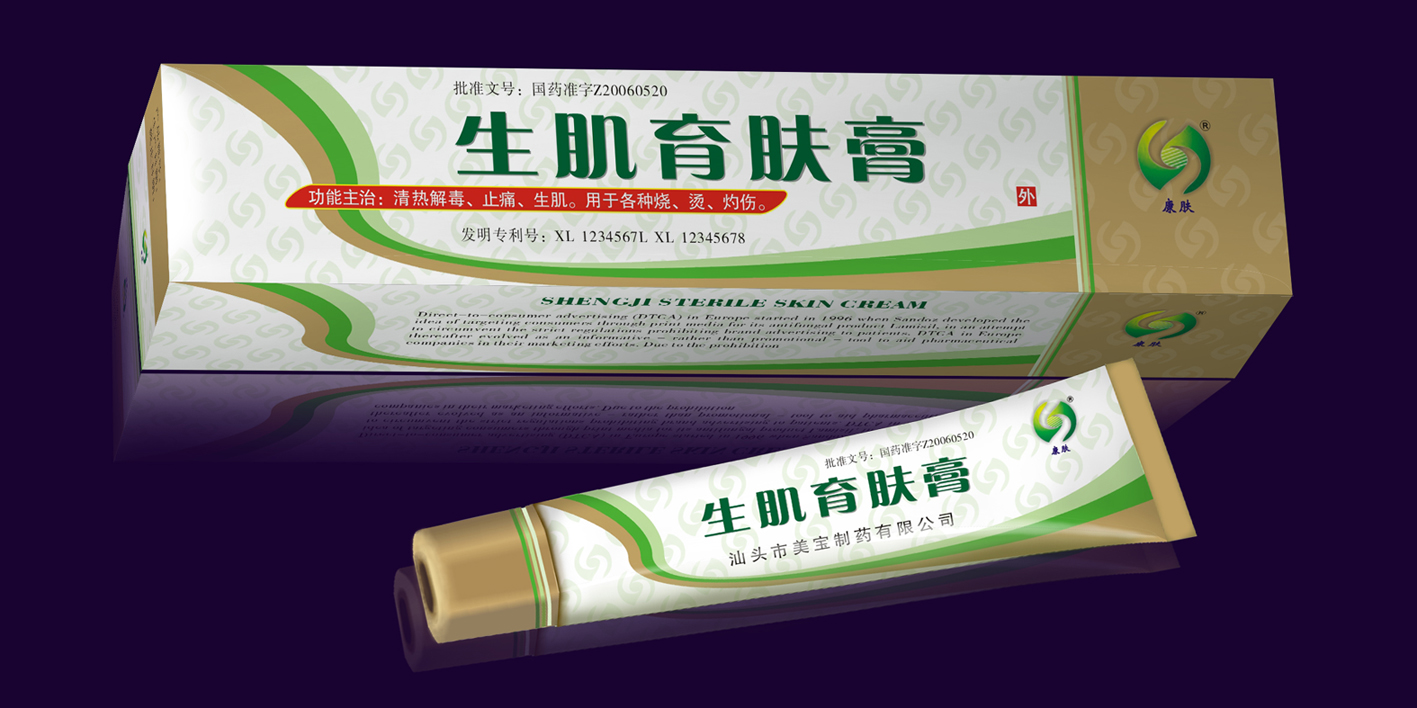 批准文号：国药准字Z20060520
生肌育肤膏
功能主治：清热解毒、止痛、生肌。用于各种烧、烫、灼伤。
外
发明专利号：XL 1234567L XL 12345678
®
康肤
SHENGJI STERILE SKIN CREAM
Direct-to-consumer advertising (DTCA) in Europe started in 1996 when Sandoz developed the
idea of targeting consumers through print media for its antifungal product Lamisil, in an attempt
to circumvent the strict regulations prohibiting brand advertising to patients. DTCA in Europe
thereafter evolved as an informative - rather than promotional - tool to aid pharmaceutical
companies in their marketing efforts. Due to the prohibition
®
康肤
®
康肤
批准文号：国药准字Z20060520
生肌育肤膏
汕头市美宝制药有限公司